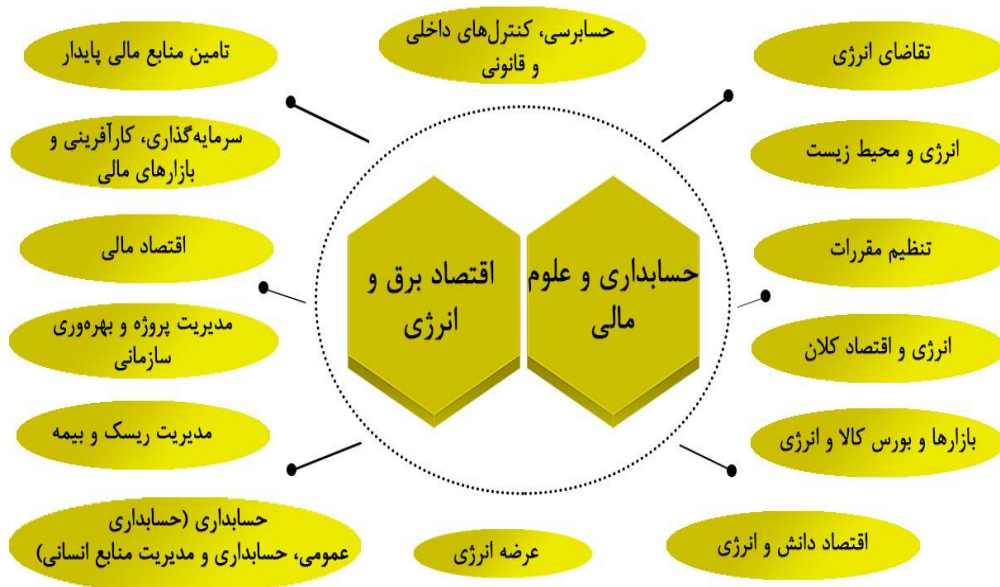 حسابرسی، کنترل‌های داخلی
و قانونی
تقاضای انرژی
انرژی و محیط زیست
تنظیم مقررات
انرژی و اقتصاد کلان
بازارها و بورس کالا و انرژی
اقتصاد دانش و انرژی
حسابداری و علوم
مالی
اقتصاد برق و
انرژی
تامین منابع مالی پایدار
سرمایه‌گذاری، کارآفرینی و
بازارهای مالی
اقتصاد مالی
مدیریت پروژه و بهره‌وری
سازمانی
مدیریت ریسک و بیمه
حسابداری (حسابداری
عمومی، حسابداری و مدیریت منابع انسانی)
عرضه انرژی